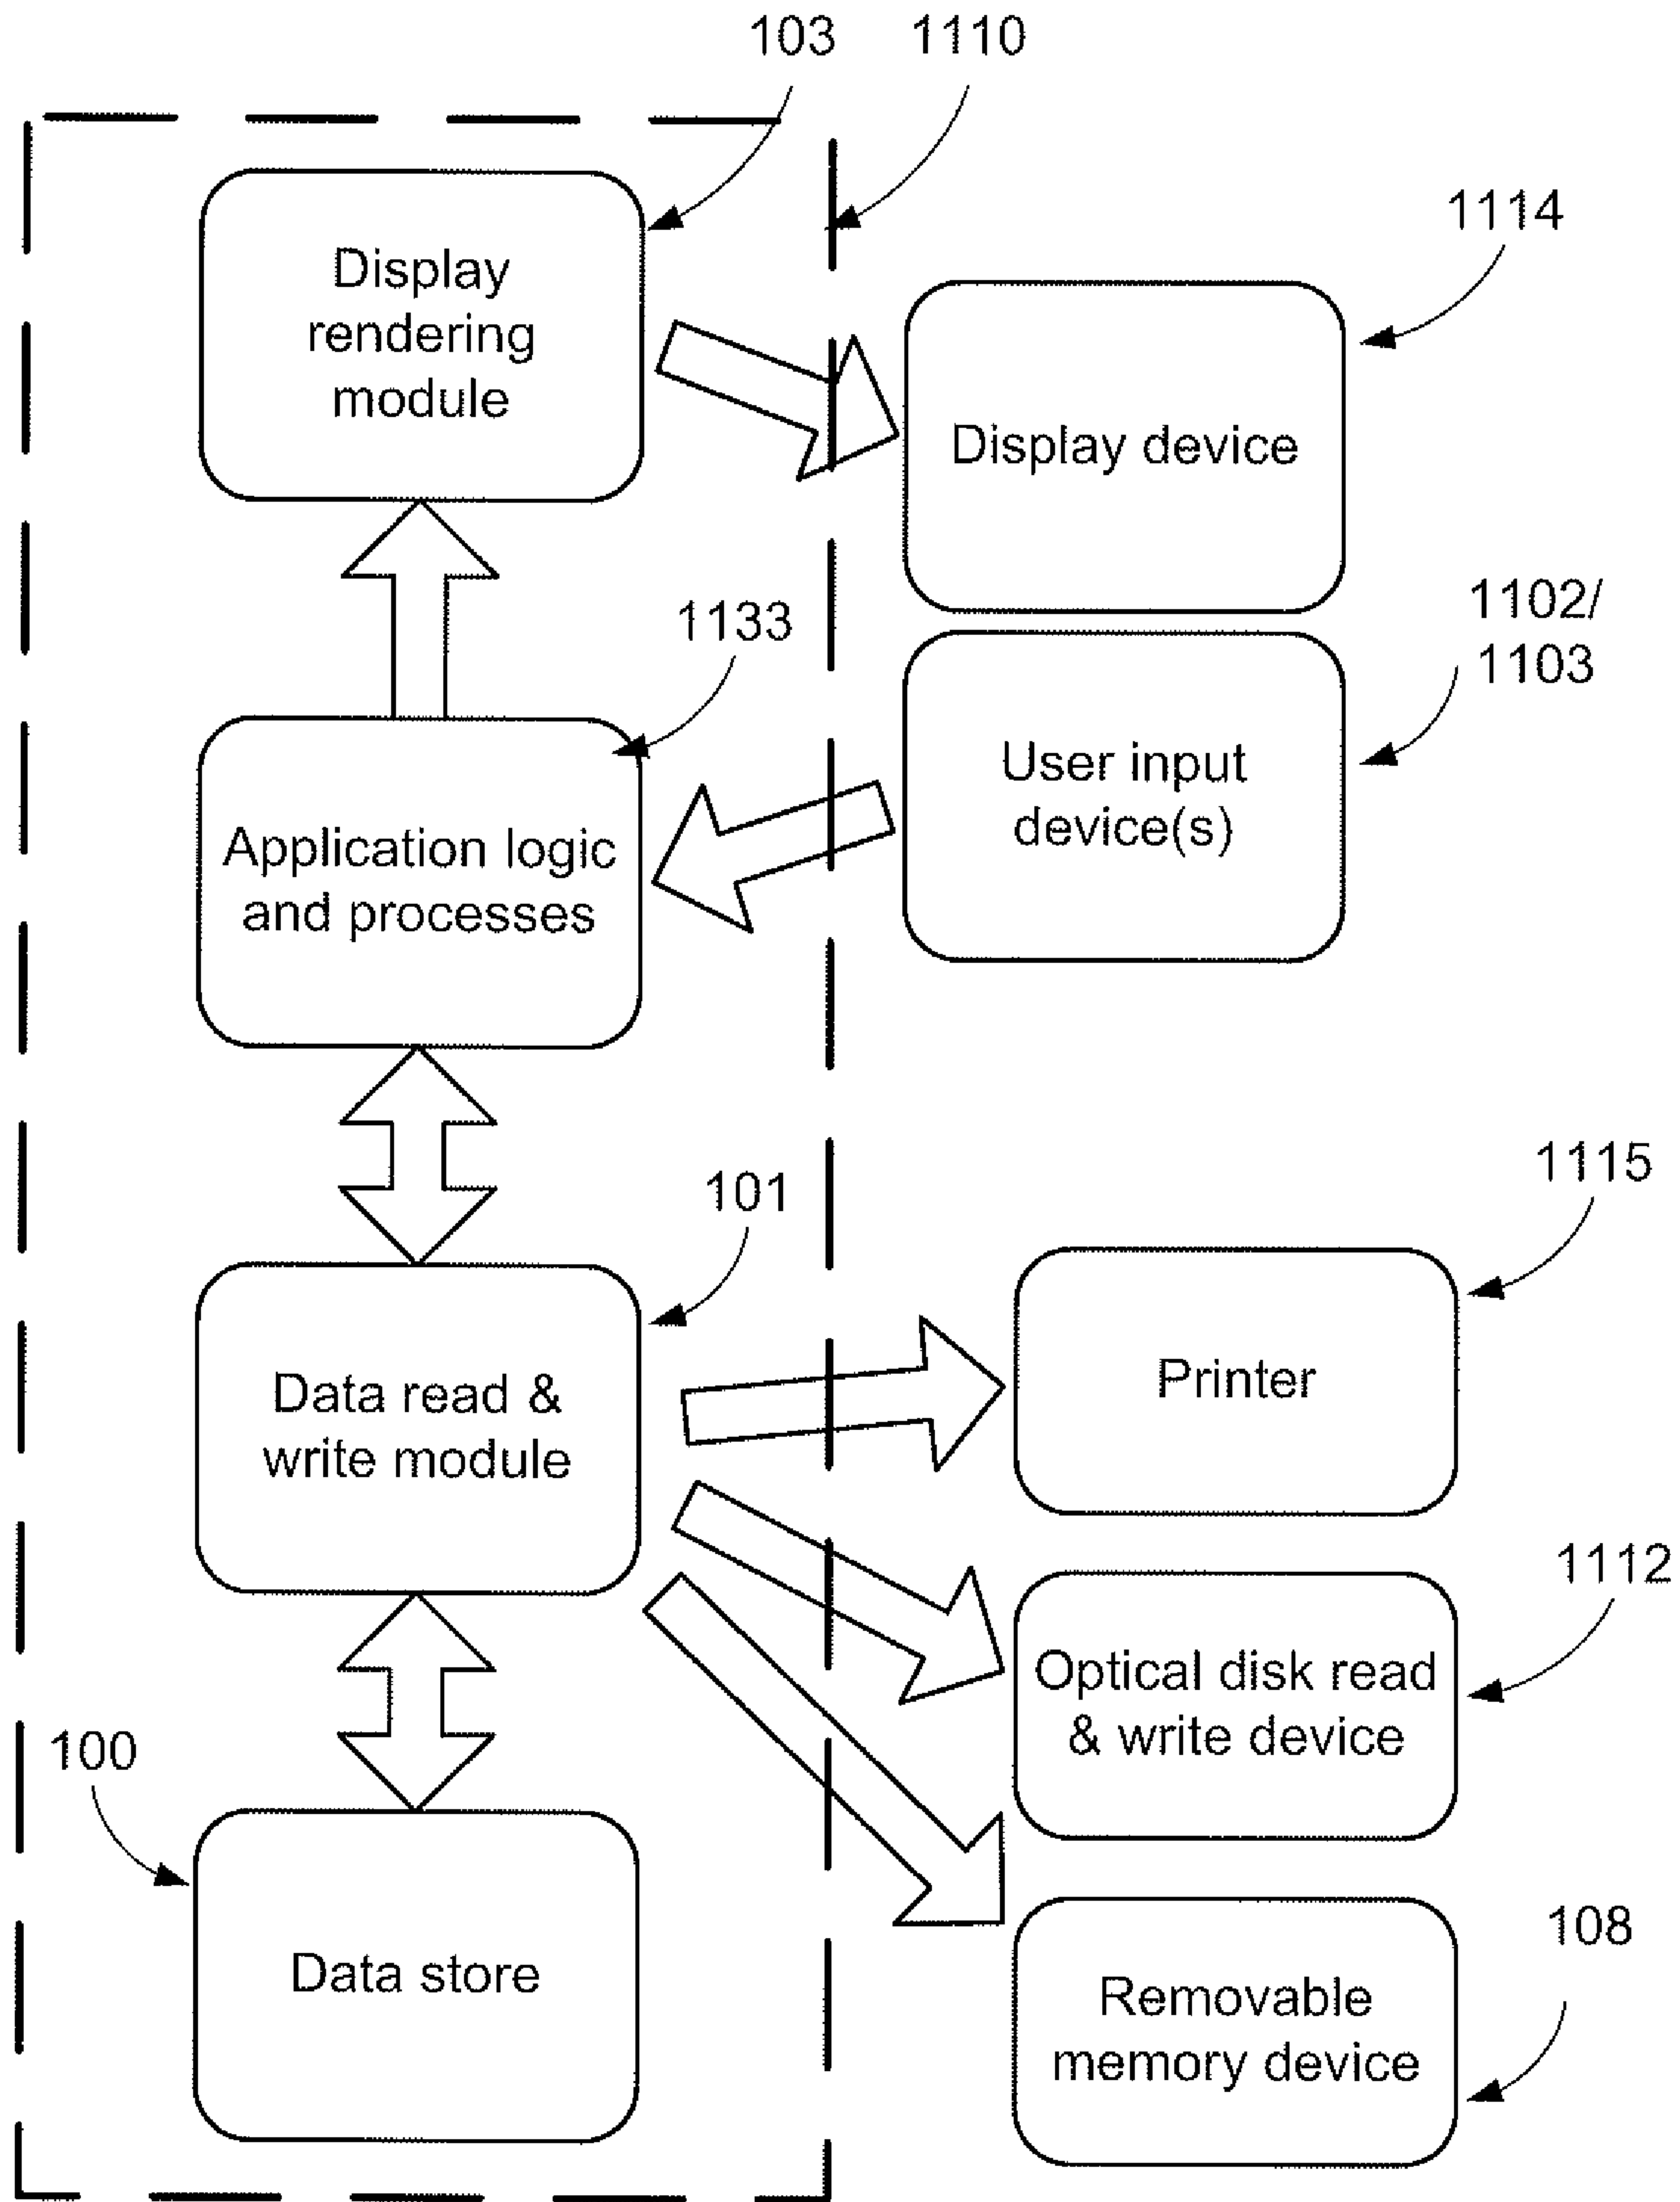 103
1110
1114
Display
rendering
module
Display device
1102/
1103
1133
User input
device(s)
Application logic
and processes
1115
101
Printer
Data read &
write module
1112
Optical disk read
& write device
100
108
Data store
Removable
memory device